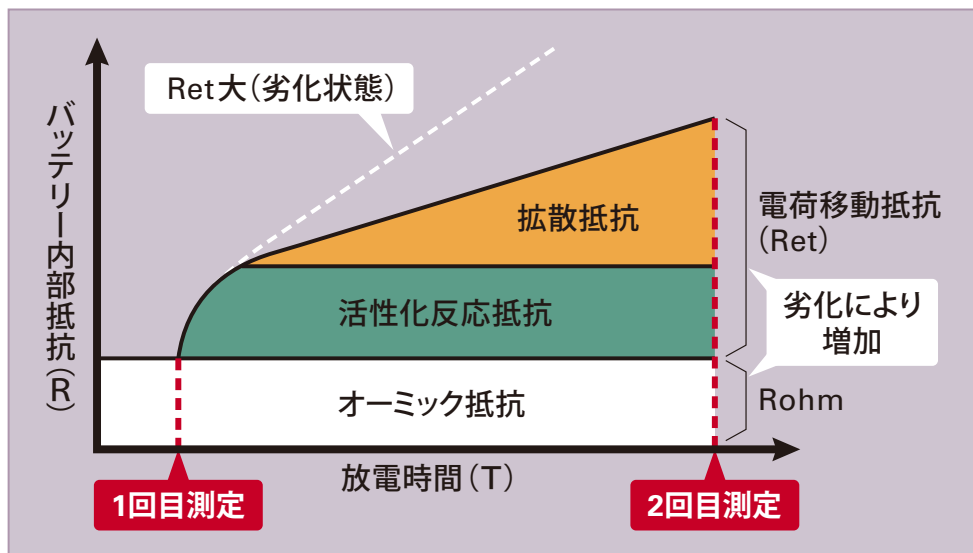 Ret大(劣化状態)
バッテリー内部抵抗(R)
拡散抵抗
活性化反応抵抗
オーミック抵抗
電荷移動抵抗
(Ret)
劣化により
増加
Rohm
放電時間(T)
1回目測定
2回目測定